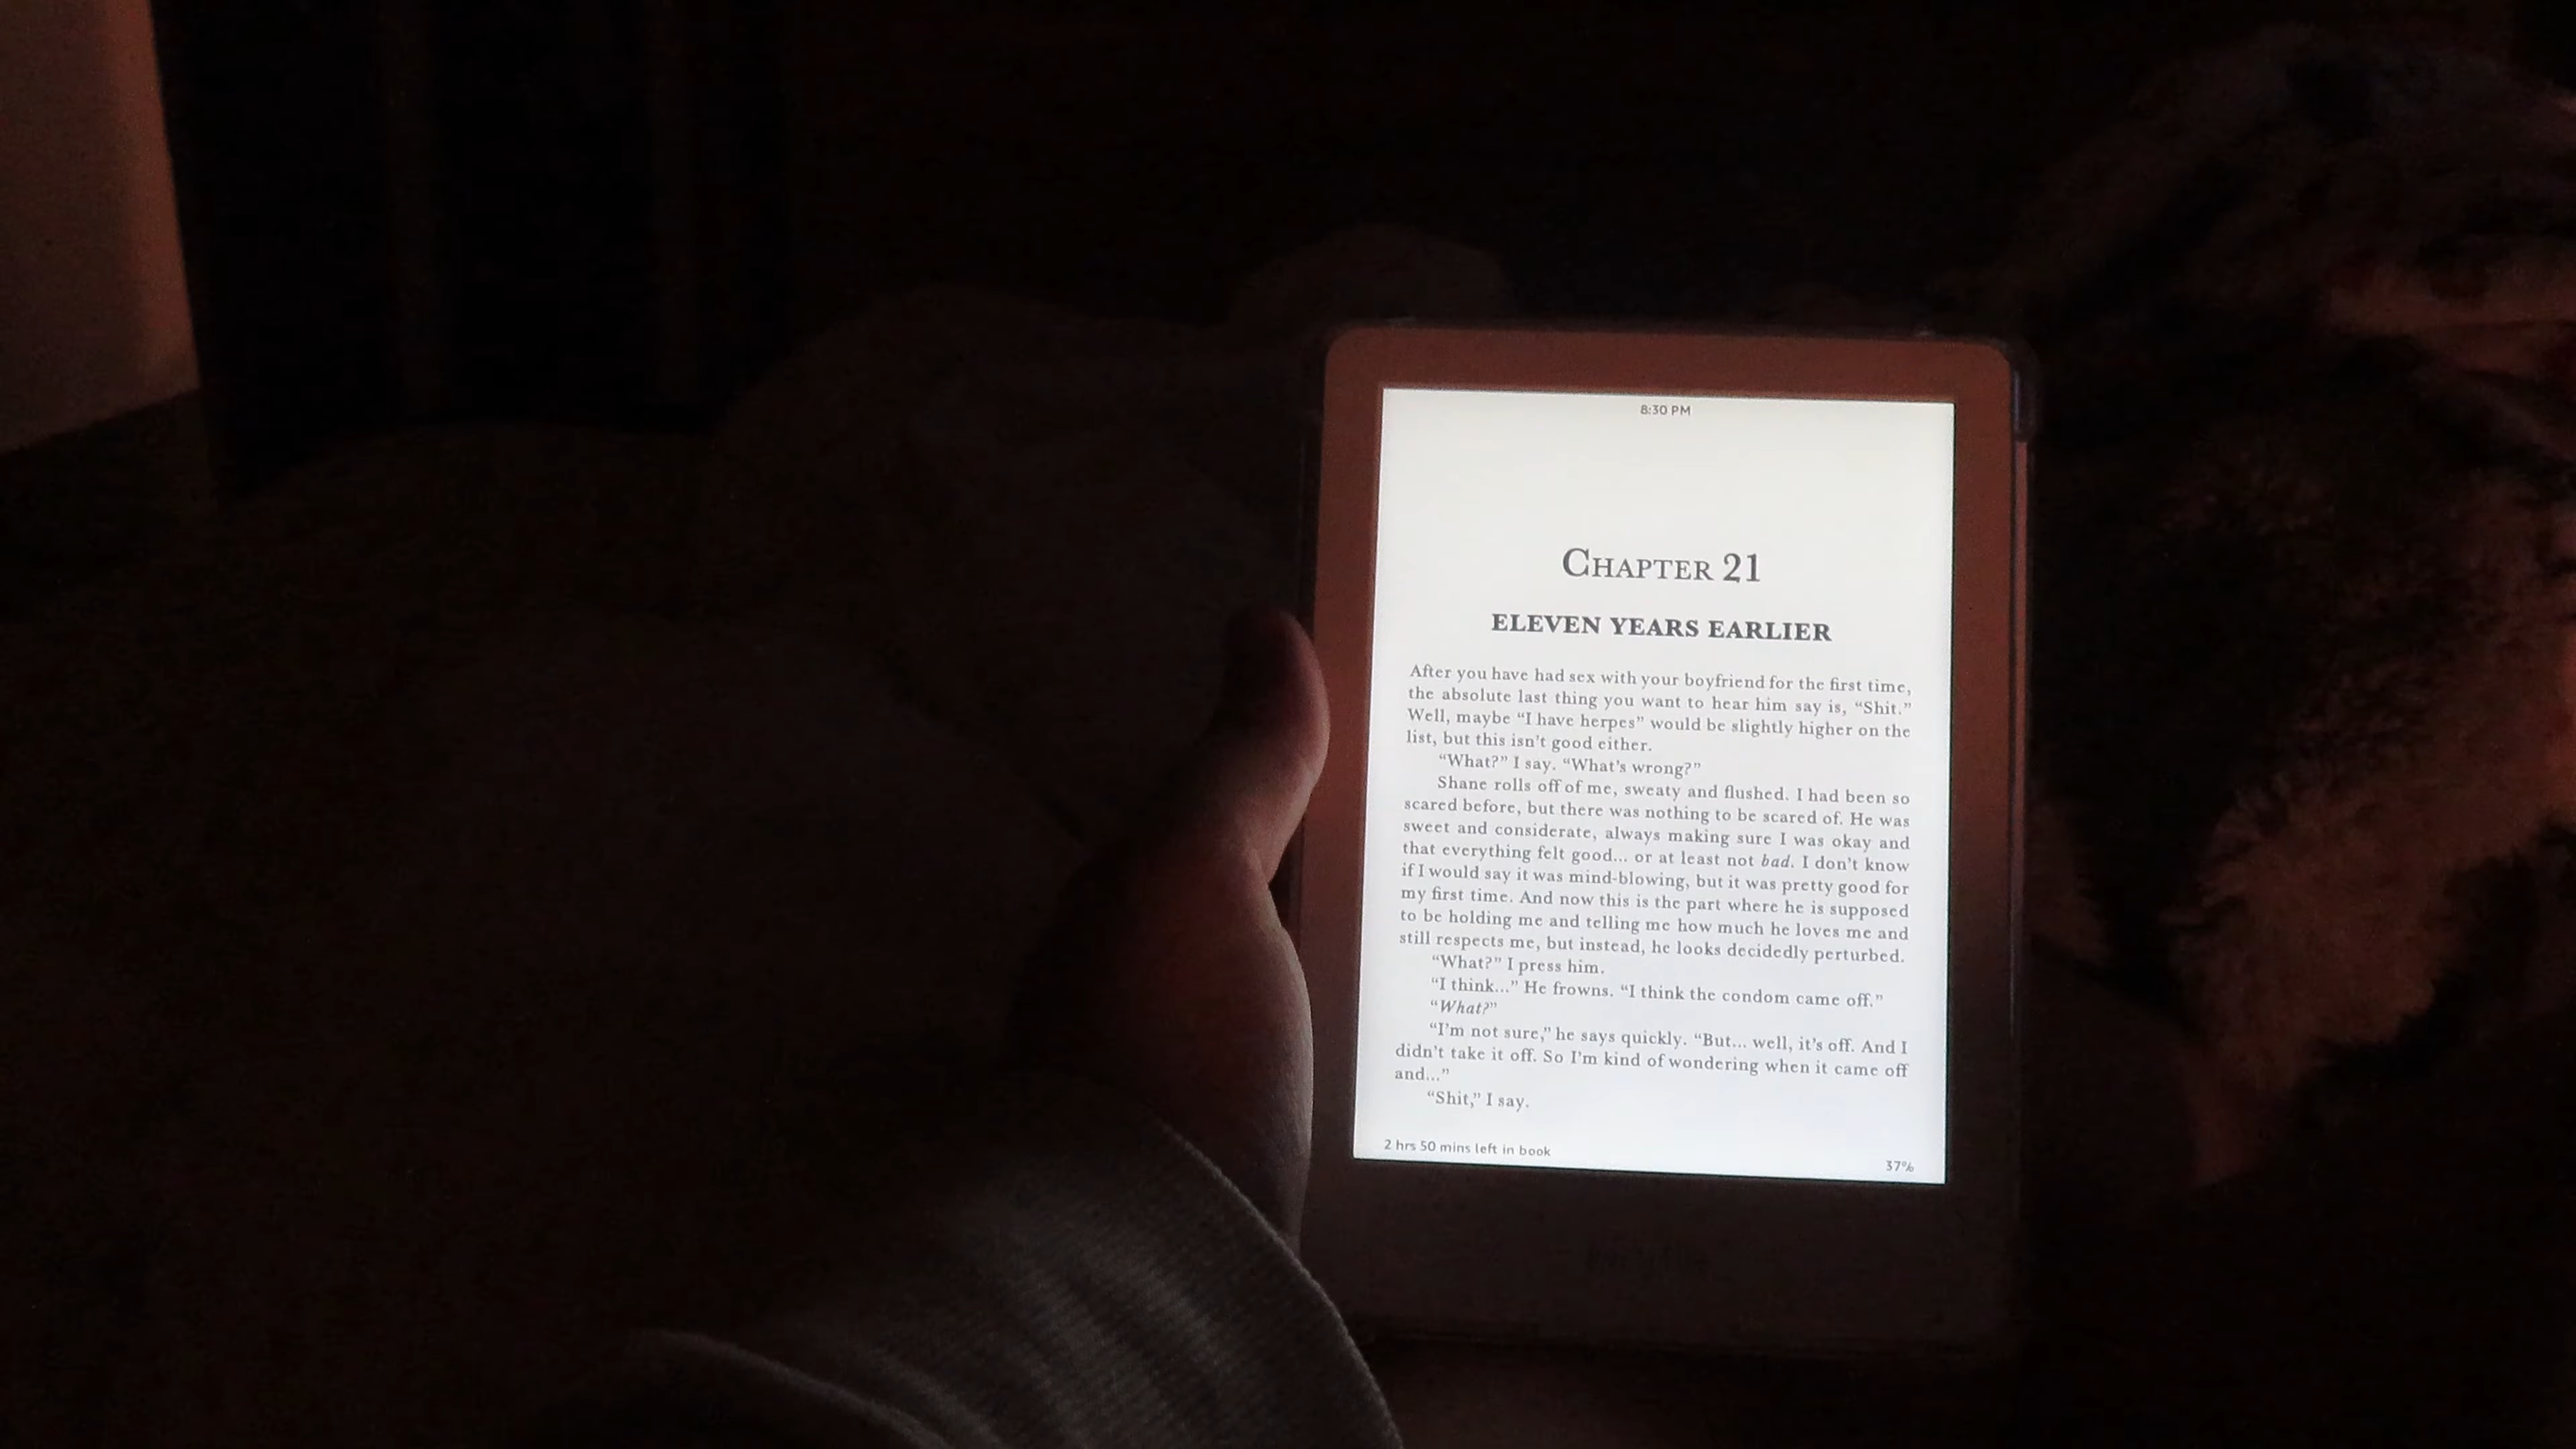 8:30 PM
CHAPTER 21
ELEVEN YEARS EARLIER
After you have had sex with your boyfriend for the first time,
the absolute last thing you want to hear him say is, “Shit.”
Well, maybe “I have herpes” would be slightly higher on the
list, but this isn’t good either.
“What?” I say. “What’s wrong?”
Shane rolls off of me, sweaty and flushed. I had been so
scared before, but there was nothing to be scared of. He was
sweet and considerate, always making sure I was okay and
that everything felt good... or at least not bad. I don’t know
if I would say it was mind-blowing, but it was pretty good for
my first time. And now this is the part where he is supposed
to be holding me and telling me how much he loves me and
still respects me, but instead, he looks decidedly perturbed.
“What?” I press him.
“I think...” He frowns. “I think the condom came off.”
“What?”
“I’m not sure,” he says quickly. “But... well, it’s off. And I
didn’t take it off. So I’m kind of wondering when it came off
and...”
“Shit,” I say.
2 hrs 50 mins left in book
37%